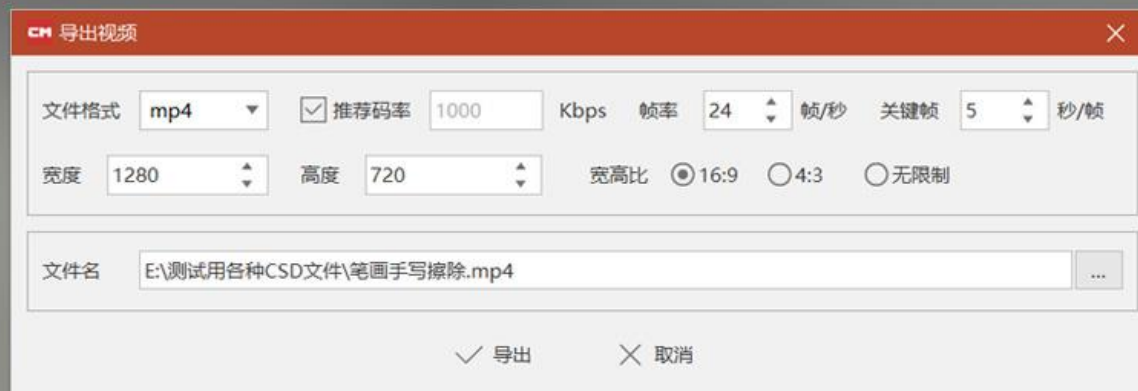 CM 导出视频
文件格式 mp4 推荐码率 1000 Kbps 帧率 24 帧/秒 关键帧 5 秒/帧
宽度 1280 高度 720 宽高比 16:9 4:3 无限制
文件名 E:\测试用各种CSD文件\笔画手写擦除.mp4 ...
导出 取消